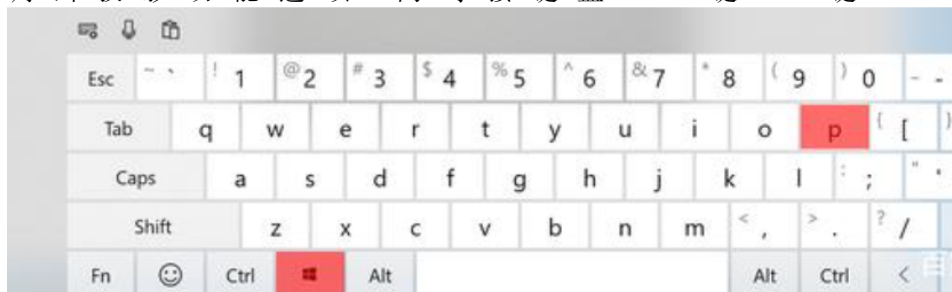 Esc ~ ` ! 1 @ 2 # 3 $ 4 % 5 ^ 6 & 7 * 8 ( 9 ) 0 - -
Tab q w e r t y u i o p { [ }
Caps a s d f g h j k l : ; " '
Shift z x c v b n m < , > . ? /
Fn Ctrl Alt Alt Ctrl <